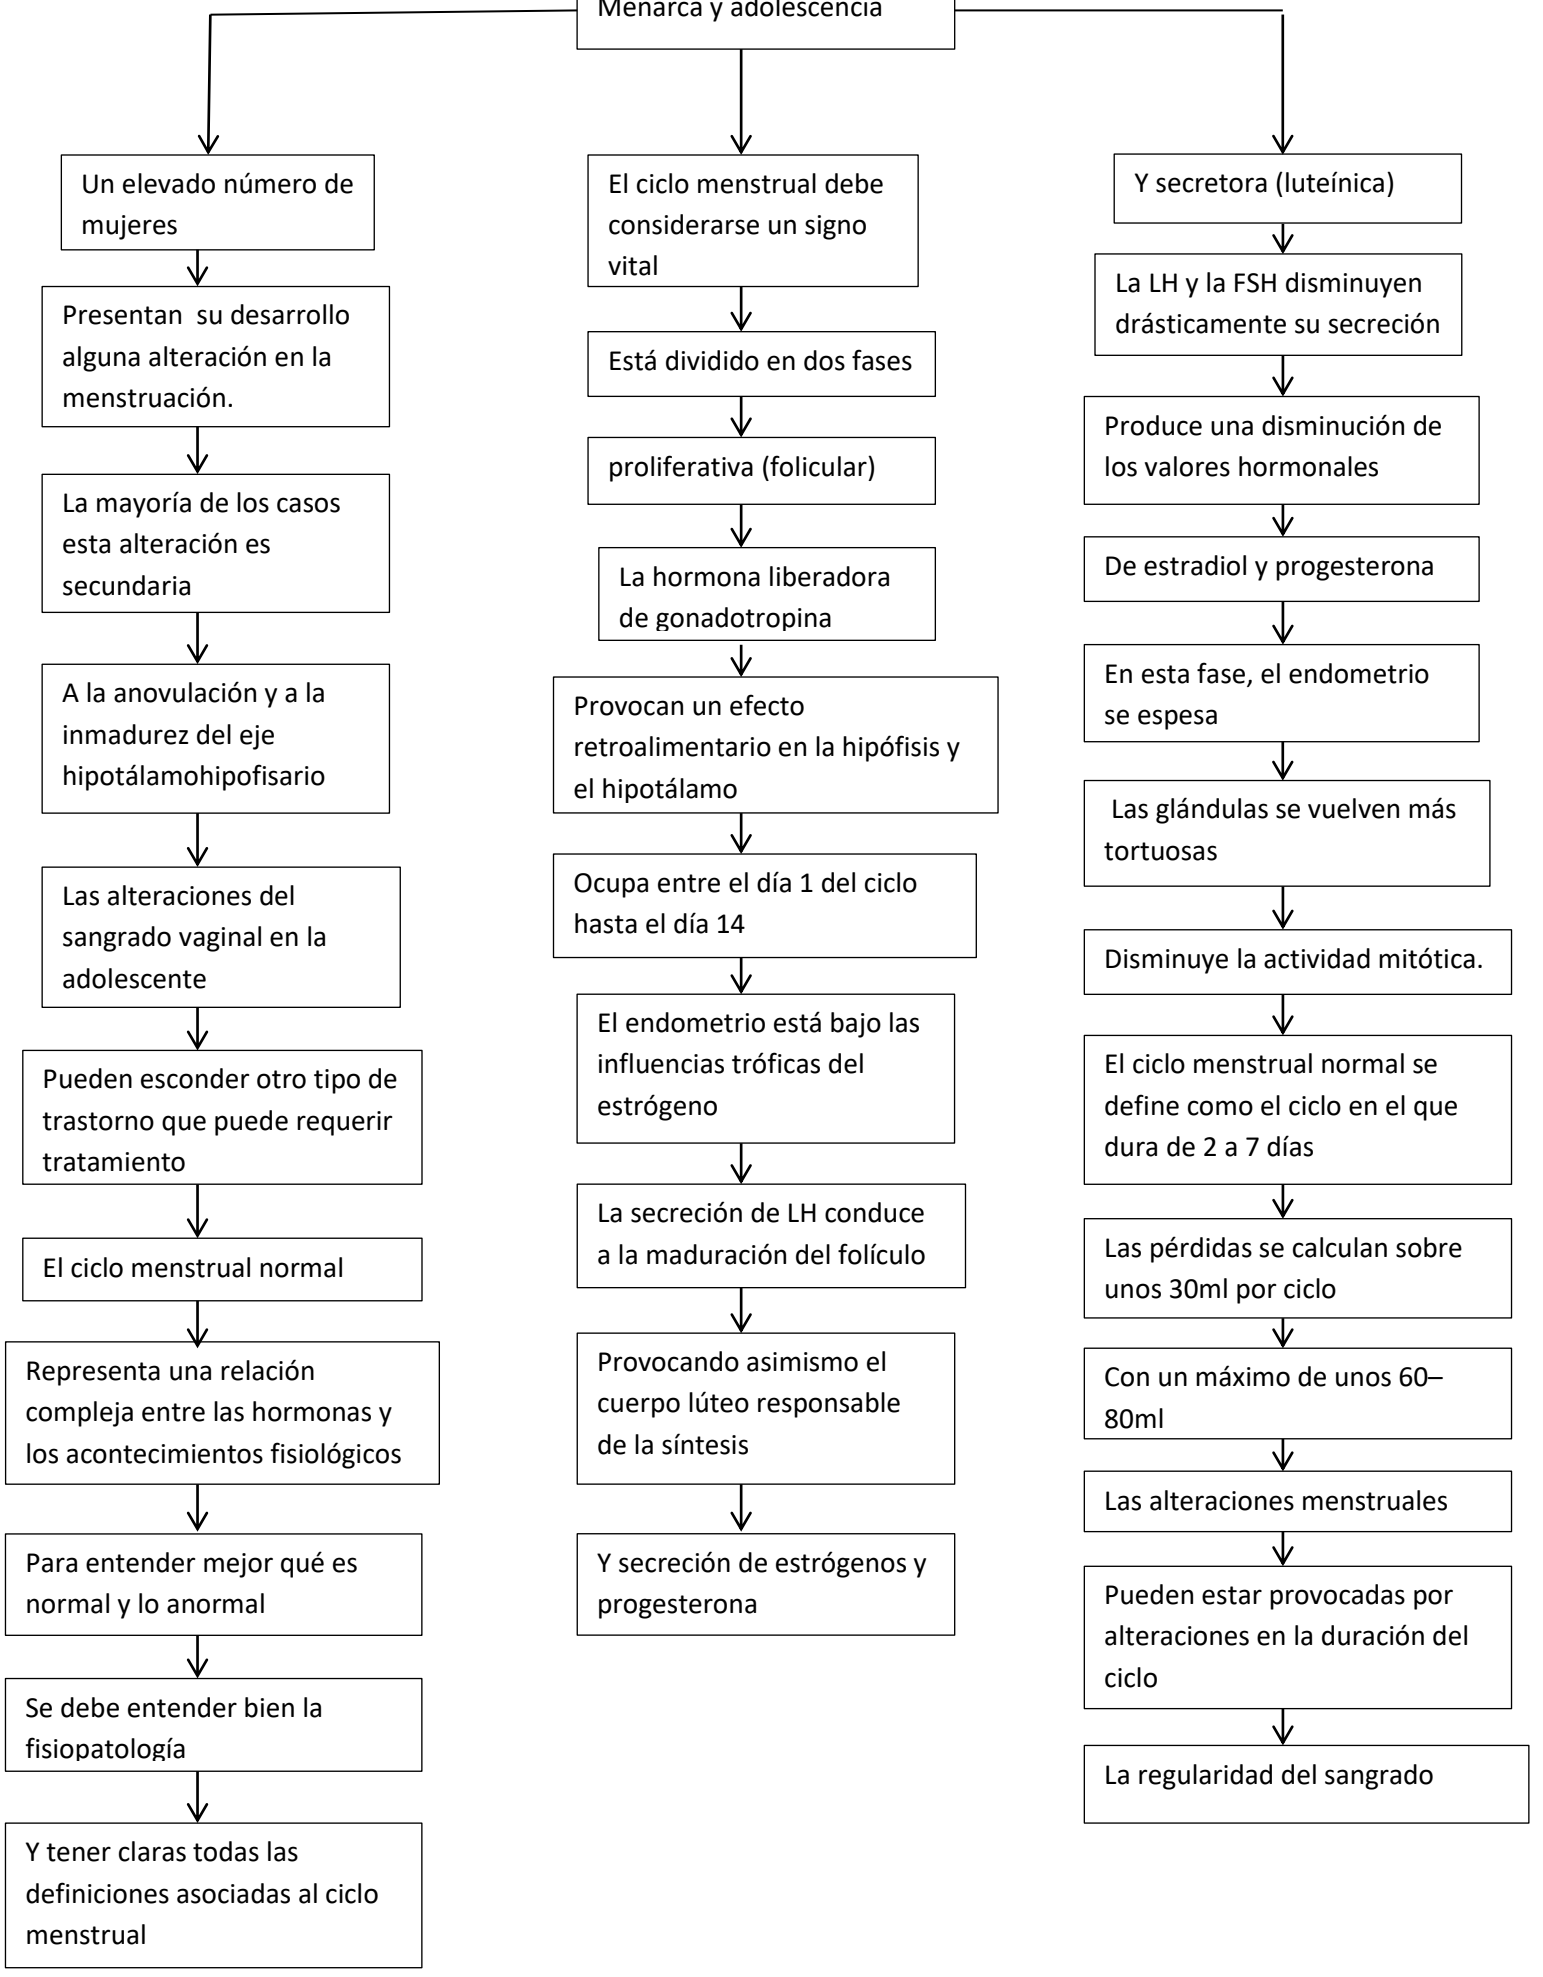 Menarca y adolescencia
Un elevado número de
mujeres
Presentan  su desarrollo
alguna alteración en la
menstruación.
La mayoría de los casos
esta alteración es
secundaria
A la anovulación y a la
inmadurez del eje
hipotálamohipofisario
Las alteraciones del
sangrado vaginal en la
adolescente
Pueden esconder otro tipo de
trastorno que puede requerir
tratamiento
El ciclo menstrual normal
Representa una relación
compleja entre las hormonas y
los acontecimientos fisiológicos
Para entender mejor qué es
normal y lo anormal
Se debe entender bien la
fisiopatología
Y tener claras todas las
definiciones asociadas al ciclo
menstrual
El ciclo menstrual debe
considerarse un signo
vital
Está dividido en dos fases
proliferativa (folicular)
La hormona liberadora
de gonadotropina
Provocan un efecto
retroalimentario en la hipófisis y
el hipotálamo
Ocupa entre el día 1 del ciclo
hasta el día 14
El endometrio está bajo las
influencias tróficas del
estrógeno
La secreción de LH conduce
a la maduración del folículo
Provocando asimismo el
cuerpo lúteo responsable
de la síntesis
Y secreción de estrógenos y
progesterona
Y secretora (luteínica)
La LH y la FSH disminuyen
drásticamente su secreción
Produce una disminución de
los valores hormonales
De estradiol y progesterona
En esta fase, el endometrio
se espesa
Las glándulas se vuelven más
tortuosas
Disminuye la actividad mitótica.
El ciclo menstrual normal se
define como el ciclo en el que
dura de 2 a 7 días
Las pérdidas se calculan sobre
unos 30ml por ciclo
Con un máximo de unos 60–
80ml
Las alteraciones menstruales
Pueden estar provocadas por
alteraciones en la duración del
ciclo
La regularidad del sangrado